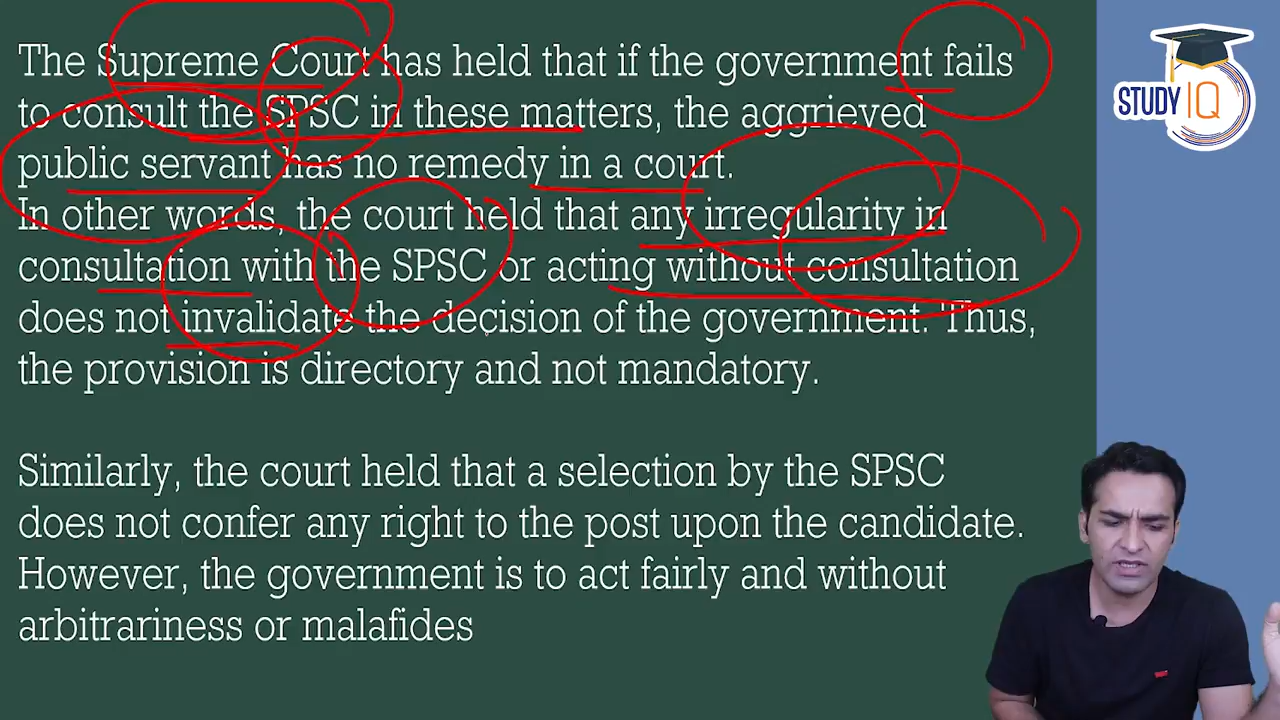 The Supreme Court has held that if the government fails
to consult the SPSC in these matters, the aggrieved
public servant has no remedy in a court.
In other words, the court held that any irregularity in
consultation with the SPSC or acting without consultation
does not invalidate the decision of the government. Thus,
the provision is directory and not mandatory.
Similarly, the court held that a selection by the SPSC
does not confer any right to the post upon the candidate.
However, the government is to act fairly and without
arbitrariness or malafides
STUDY IQ